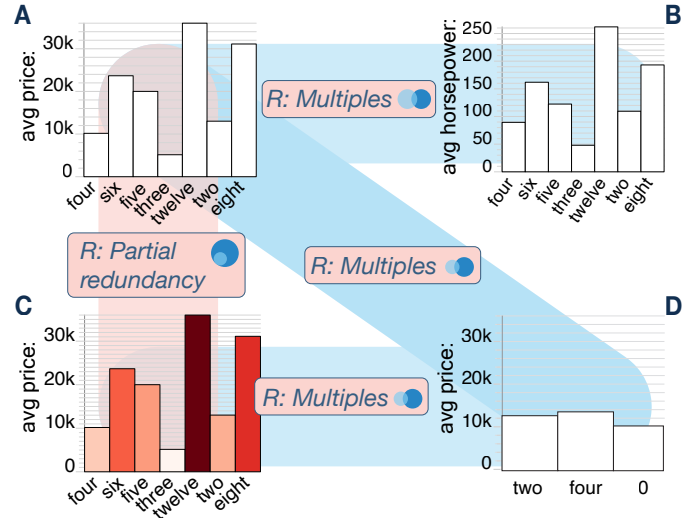 A
avg price:
30k
20k
10k
0
four
six
five
three
twelve
two
eight
R: Multiples
B
avg horsepower:
250
200
150
100
50
0
four
six
five
three
twelve
two
eight
R: Partial
redundancy
R: Multiples
C
avg price:
30k
20k
10k
0
four
six
five
three
twelve
two
eight
R: Multiples
D
avg price:
30k
20k
10k
0
two
four
0